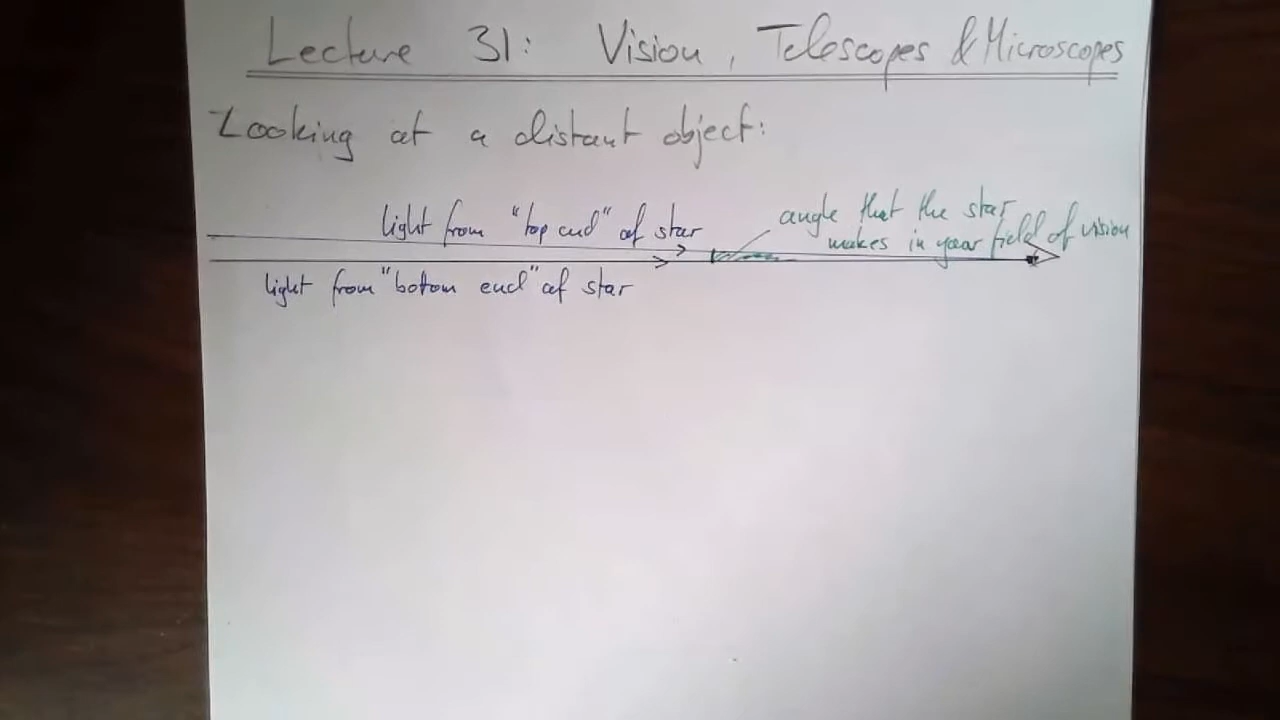 Lecture 31: Vision, Telescopes & Microscopes
Looking at a distant object:
light from "top end" of star
angle that the star
makes in your field of vision
light from "bottom end" of star